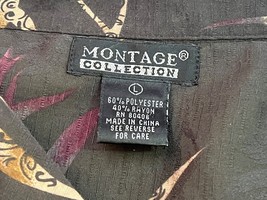 MONTAGE®
COLLECTION
L
60% POLYESTER
40% RAYON
RN 80406
MADE IN CHINA
SEE REVERSE
FOR CARE